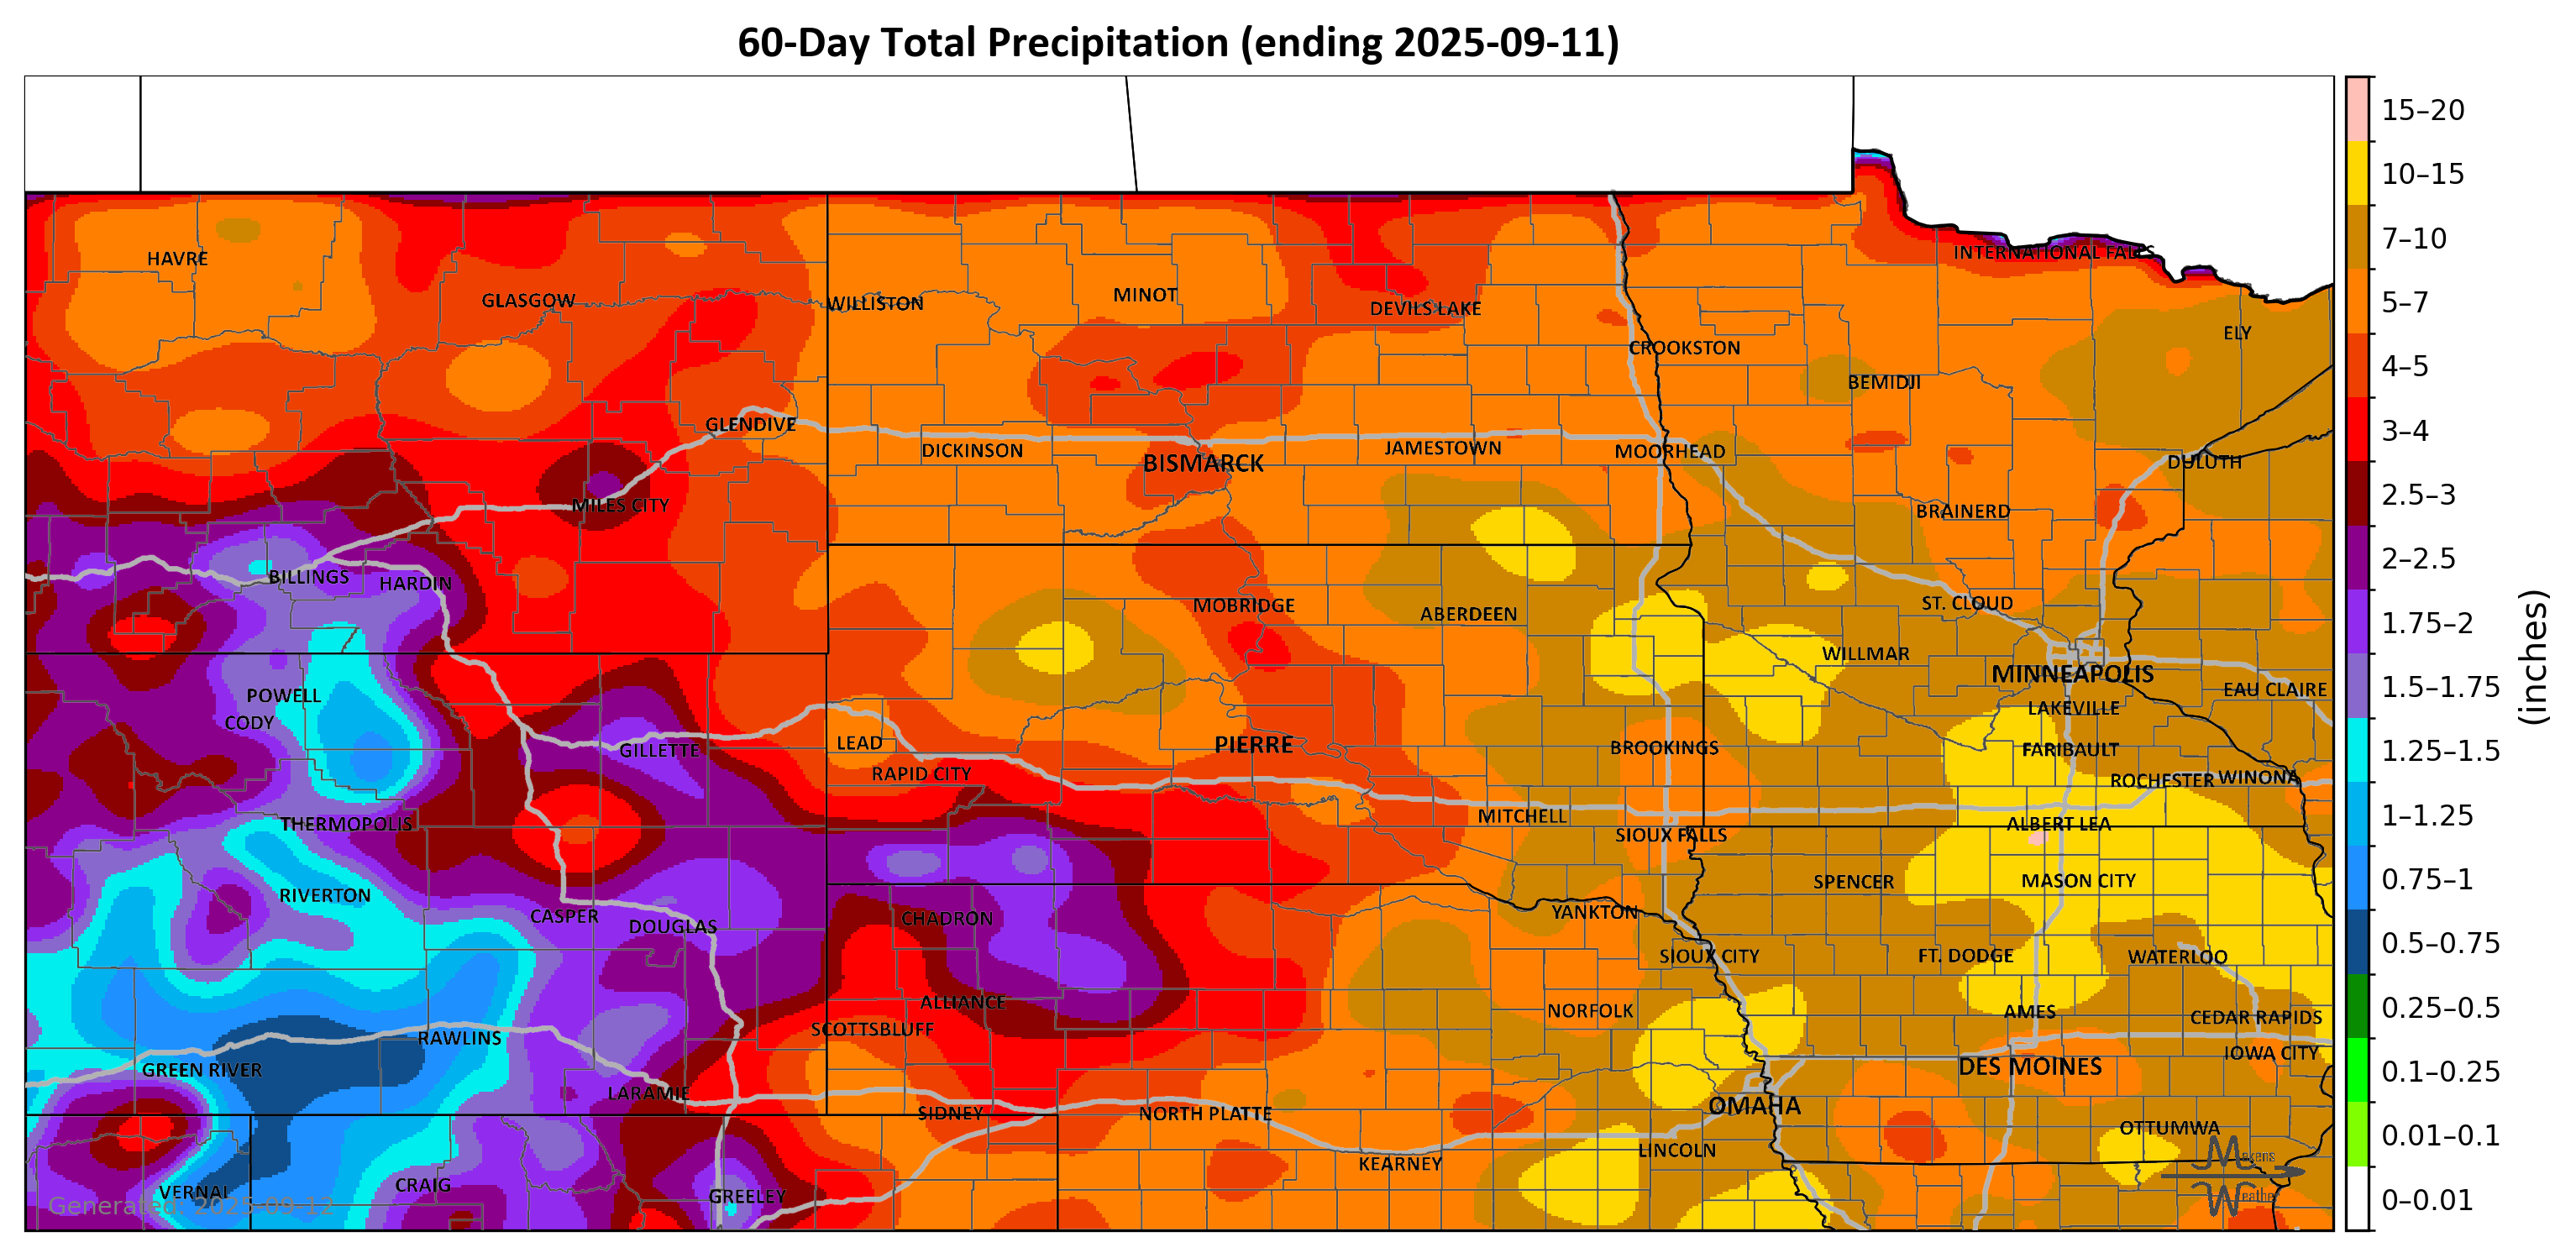 60-Day Total Precipitation (ending 2025-09-11)
15–20
10–15
7–10
5–7
4–5
3–4
2.5–3
2–2.5
1.75–2
1.5–1.75
1.25–1.5
1–1.25
0.75–1
0.5–0.75
0.25–0.5
0.1–0.25
0.01–0.1
0–0.01
(inches)
INTERNATIONAL FALLS
HAVRE
GLASGOW
WILLISTON
MINOT
DEVILS LAKE
ELY
CROOKSTON
BEMIDJI
GLENDIVE
DICKINSON
BISMARCK
JAMESTOWN
MOORHEAD
DULUTH
MILES CITY
BRAINERD
BILLINGS
HARDIN
MOBRIDGE
ABERDEEN
ST. CLOUD
WILLMAR
MINNEAPOLIS
EAU CLAIRE
POWELL
CODY
LAKEVILLE
GILLETTE
LEAD
PIERRE
BROOKINGS
FARIBAULT
RAPID CITY
ROCHESTER
WINONA
THERMOPOLIS
MITCHELL
SIOUX FALLS
ALBERT LEA
RIVERTON
SPENCER
MASON CITY
CASPER
DOUGLAS
CHADRON
YANKTON
SIOUX CITY
FT. DODGE
WATERLOO
ALLIANCE
NORFOLK
AMES
CEDAR RAPIDS
SCOTTSBLUFF
RAWLINS
IOWA CITY
GREEN RIVER
DES MOINES
LARAMIE
SIDNEY
NORTH PLATTE
OMAHA
OTTUMWA
LINCOLN
KEARNEY
VERNAL
CRAIG
GREELEY
Generated: 2025-09-12
Makens
Weather